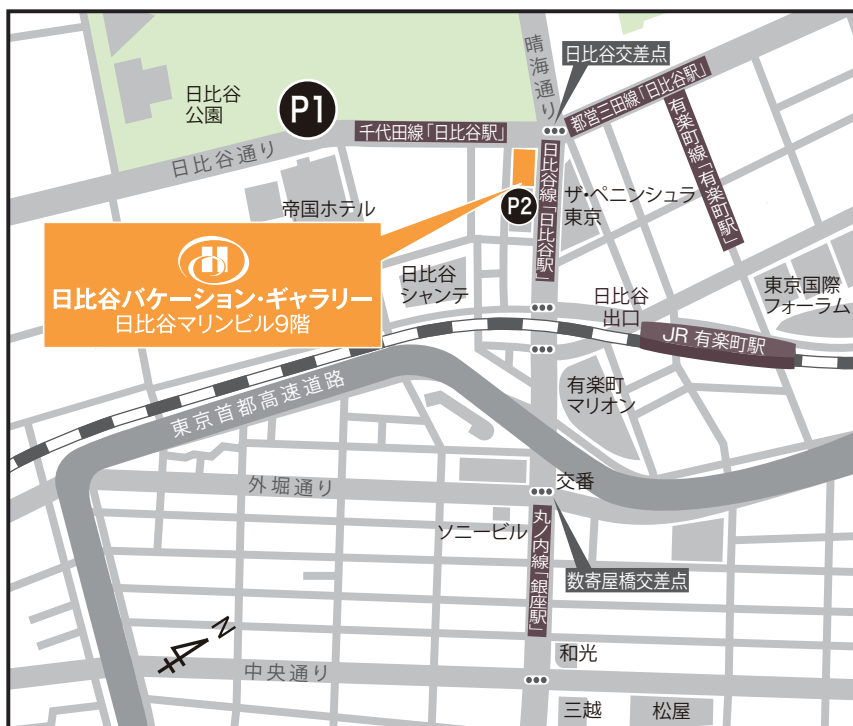 晴海通り
日比谷交差点
日比谷
公園
P1
千代田線「日比谷駅」
都営三田線「日比谷駅」
有楽町線「有楽町駅」
日比谷通り
日比谷線「日比谷駅」
帝国ホテル
P2
ザ・ペニンシュラ
東京
H
日比谷バケーション・ギャラリー
日比谷マリンビル9階
日比谷
シャンテ
日比谷
出口
東京国際
フォーラム
JR 有楽町駅
東京首都高速道路
有楽町
マリオン
外堀通り
交番
ソニービル
丸ノ内線「銀座駅」
数寄屋橋交差点
N
中央通り
和光
三越
松屋